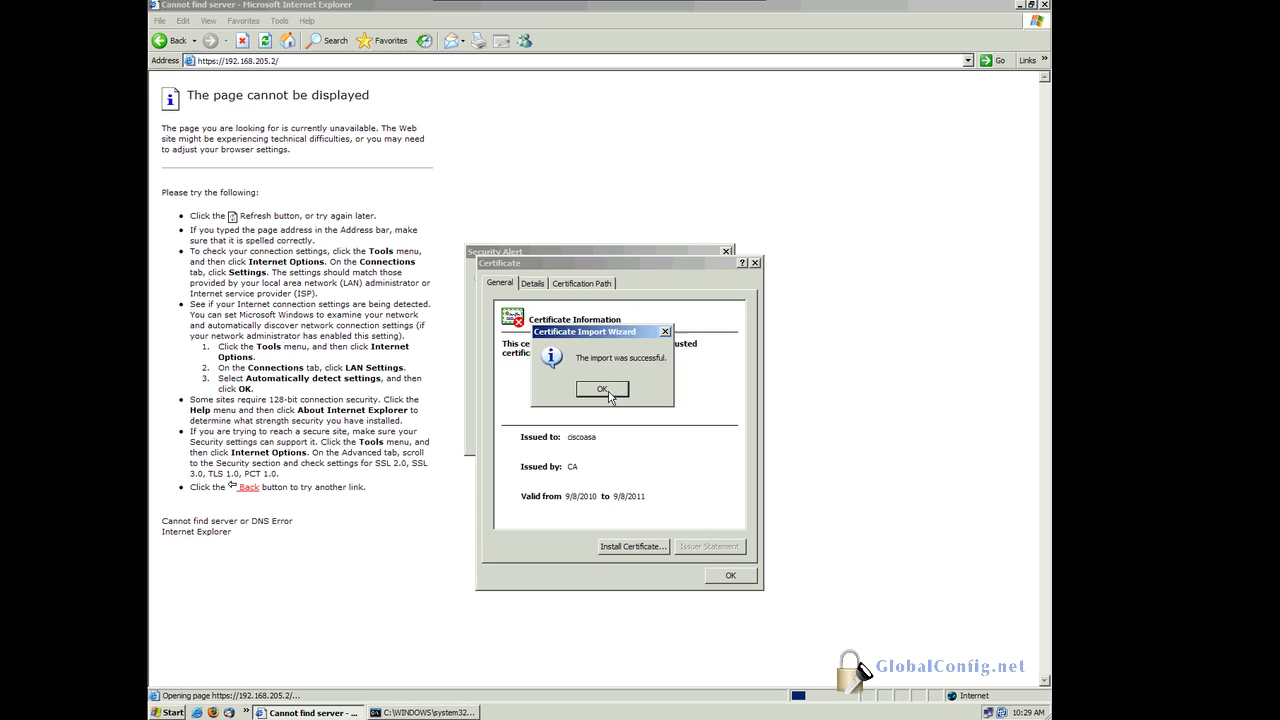 Cannot find server - Microsoft Internet Explorer
File Edit View Favorites Tools Help
Back Search Favorites
Address https://192.168.205.2/ Go Links »
The page cannot be displayed
The page you are looking for is currently unavailable. The Web
site might be experiencing technical difficulties, or you may need
to adjust your browser settings.
Please try the following:
Click the Refresh button, or try again later.
If you typed the page address in the Address bar, make
sure that it is spelled correctly.
To check your connection settings, click the Tools menu,
and then click Internet Options. On the Connections
tab, click Settings. The settings should match those
provided by your local area network (LAN) administrator or
Internet service provider (ISP).
See if your Internet connection settings are being detected.
You can set Microsoft Windows to examine your network
and automatically discover network connection settings (if
your network administrator has enabled this setting).
1. Click the Tools menu, and then click Internet
Options.
2. On the Connections tab, click LAN Settings.
3. Select Automatically detect settings, and then
click OK.
Some sites require 128-bit connection security. Click the
Help menu and then click About Internet Explorer to
determine what strength security you have installed.
If you are trying to reach a secure site, make sure your
Security settings can support it. Click the Tools menu,
and then click Internet Options. On the Advanced tab, scroll
to the Security section and check settings for SSL 2.0, SSL
3.0, TLS 1.0, PCT 1.0.
Click the Back button to try another link.
Cannot find server or DNS Error
Internet Explorer
Security Alert
Certificate
General Details Certification Path
Certificate Information
This ce usted
certific
Certificate Import Wizard
The import was successful.
OK
Issued to: ciscoasa
Issued by: CA
Valid from 9/8/2010 to 9/8/2011
Install Certificate... Issuer Statement
OK
GlobalConfig.net
Opening page https://192.168.205.2/... Internet
Start » Cannot find server - ... C:\WINDOWS\system32... 10:29 AM